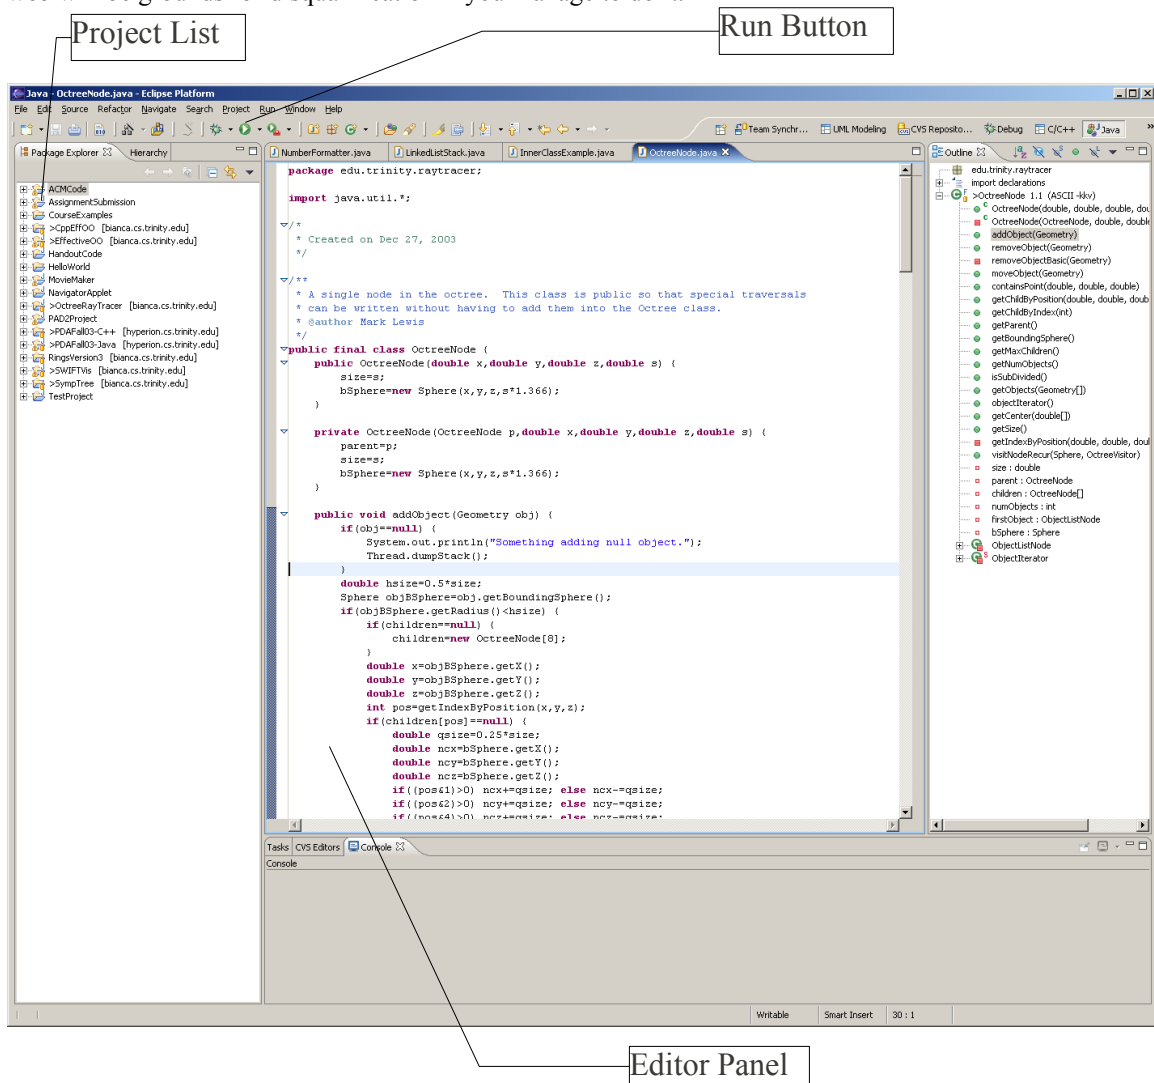 Project List
Run Button
Java - OctreeNode.java - Eclipse Platform
File Edit Source Refactor Navigate Search Project Run Window Help
Team Synchr... UML Modeling CVS Reposito... Debug C/C++ Java »
Package Explorer Hierarchy
ACMCode
AssignmentSubmission
CourseExamples
>CppEffOO [bianca.cs.trinity.edu]
>EffectiveOO [bianca.cs.trinity.edu]
HandoutCode
HelloWorld
MovieMaker
NavigatorApplet
>OctreeRayTracer [bianca.cs.trinity.edu]
PAD2Project
>PDAFall03-C++ [hyperion.cs.trinity.edu]
>PDAFall03-Java [hyperion.cs.trinity.edu]
RingsVersion3 [bianca.cs.trinity.edu]
>SWIFTVis [bianca.cs.trinity.edu]
>SympTree [bianca.cs.trinity.edu]
TestProject
NumberFormatter.java LinkedListStack.java InnerClassExample.java OctreeNode.java
package edu.trinity.raytracer;
import java.util.*;
/*
* Created on Dec 27, 2003
*/
/**
* A single node in the octree. This class is public so that special traversals
* can be written without having to add them into the Octree class.
* @author Mark Lewis
*/
public final class OctreeNode {
public OctreeNode(double x,double y,double z,double s) {
size=s;
bSphere=new Sphere(x,y,z,s*1.366);
}
private OctreeNode(OctreeNode p,double x,double y,double z,double s) {
parent=p;
size=s;
bSphere=new Sphere(x,y,z,s*1.366);
}
public void addObject(Geometry obj) {
if(obj==null) {
System.out.println("Something adding null object.");
Thread.dumpStack();
}
double hsize=0.5*size;
Sphere objBSphere=obj.getBoundingSphere();
if(objBSphere.getRadius()<hsize) {
if(children==null) {
children=new OctreeNode[8];
}
double x=objBSphere.getX();
double y=objBSphere.getY();
double z=objBSphere.getZ();
int pos=getIndexByPosition(x,y,z);
if(children[pos]==null) {
double qsize=0.25*size;
double ncx=bSphere.getX();
double ncy=bSphere.getY();
double ncz=bSphere.getZ();
if((pos&1)>0) ncx+=qsize; else ncx-=qsize;
if((pos&2)>0) ncy+=qsize; else ncy-=qsize;
if((pos&4)>0) ncz+=qsize; else ncz-=qsize;
Outline
edu.trinity.raytracer
import declarations
>OctreeNode 1.1 (ASCII -kkv)
OctreeNode(double, double, double, dou
OctreeNode(OctreeNode, double, double
addObject(Geometry)
removeObject(Geometry)
removeObjectBasic(Geometry)
moveObject(Geometry)
containsPoint(double, double, double)
getChildByPosition(double, double, doub
getChildByIndex(int)
getParent()
getBoundingSphere()
getMaxChildren()
getNumObjects()
isSubDivided()
getObjects(Geometry[])
objectIterator()
getCenter(double[])
getSize()
getIndexByPosition(double, double, doul
visitNodeRecur(Sphere, OctreeVisitor)
size : double
parent : OctreeNode
children : OctreeNode[]
numObjects : int
firstObject : ObjectListNode
bSphere : Sphere
ObjectListNode
ObjectIterator
Tasks CVS Editors Console
Console
Writable Smart Insert 30 : 1
Editor Panel